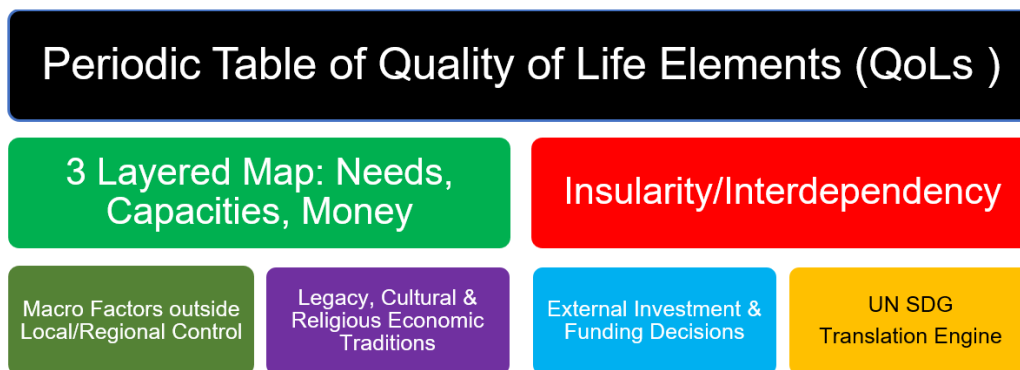 Periodic Table of Quality of Life Elements (QoLs )
3 Layered Map: Needs,
Capacities, Money
Insularity/Interdependency
Macro Factors outside
Local/Regional Control
Legacy, Cultural &
Religious Economic
Traditions
External Investment &
Funding Decisions
UN SDG
Translation Engine